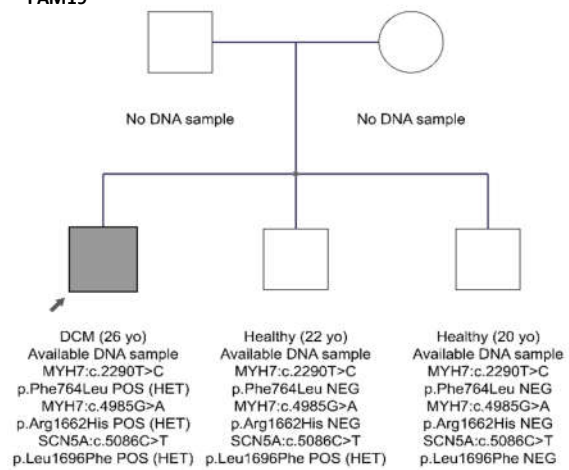 FAM19
No DNA sample
No DNA sample
DCM (26 yo)
Available DNA sample
MYH7:c.2290T>C
p.Phe764Leu POS (HET)
MYH7:c.4985G>A
p.Arg1662His POS (HET)
SCN5A:c.5086C>T
p.Leu1696Phe POS (HET)
Healthy (22 yo)
Available DNA sample
MYH7:c.2290T>C
p.Phe764Leu NEG
MYH7:c.4985G>A
p.Arg1662His NEG
SCN5A:c.5086C>T
p.Leu1696Phe POS (HET)
Healthy (20 yo)
Available DNA sample
MYH7:c.2290T>C
p.Phe764Leu NEG
MYH7:c.4985G>A
p.Arg1662His NEG
SCN5A:c.5086C>T
p.Leu1696Phe NEG